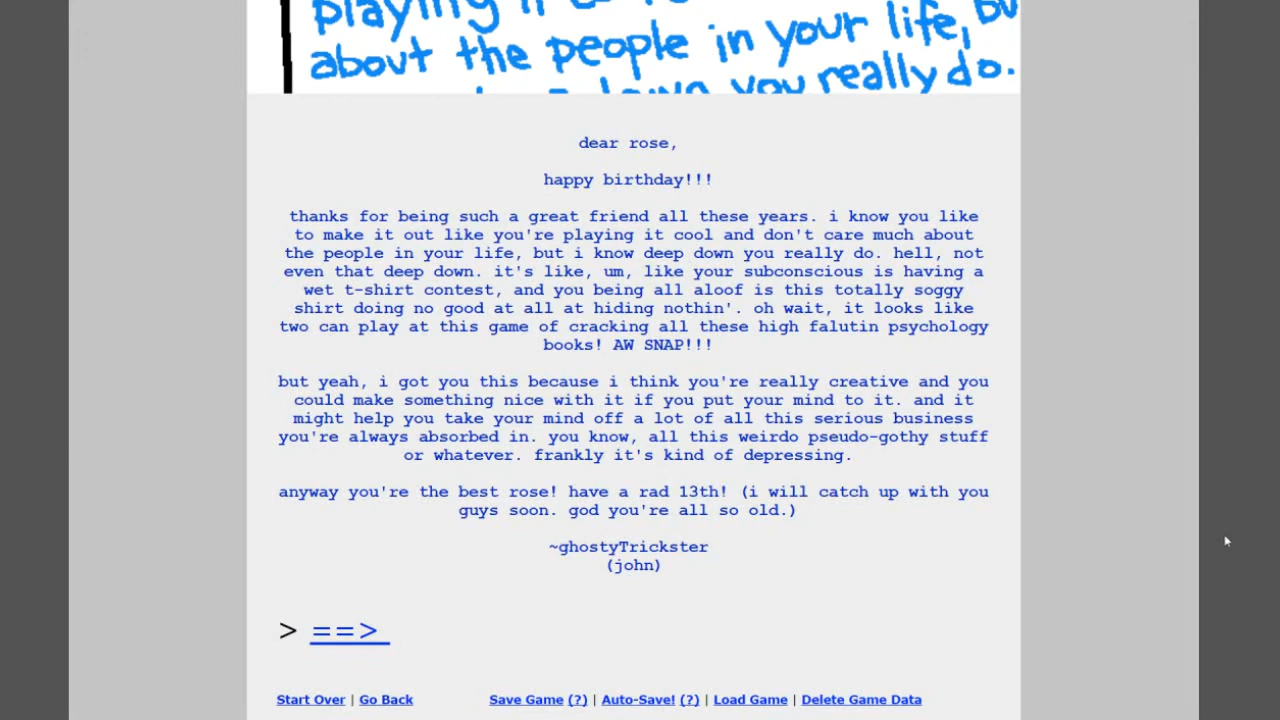 playing it
about the people in your life, bu
down you really do.
dear rose,
happy birthday!!!
thanks for being such a great friend all these years. i know you like
to make it out like you're playing it cool and don't care much about
the people in your life, but i know deep down you really do. hell, not
even that deep down. it's like, um, like your subconscious is having a
wet t-shirt contest, and you being all aloof is this totally soggy
shirt doing no good at all at hiding nothin'. oh wait, it looks like
two can play at this game of cracking all these high falutin psychology
books! AW SNAP!!!
but yeah, i got you this because i think you're really creative and you
could make something nice with it if you put your mind to it. and it
might help you take your mind off a lot of all this serious business
you're always absorbed in. you know, all this weirdo pseudo-gothy stuff
or whatever. frankly it's kind of depressing.
anyway you're the best rose! have a rad 13th! (i will catch up with you
guys soon. god you're all so old.)
~ghostyTrickster
(john)
> ==>
Start Over | Go Back Save Game (?) | Auto-Save! (?) | Load Game | Delete Game Data